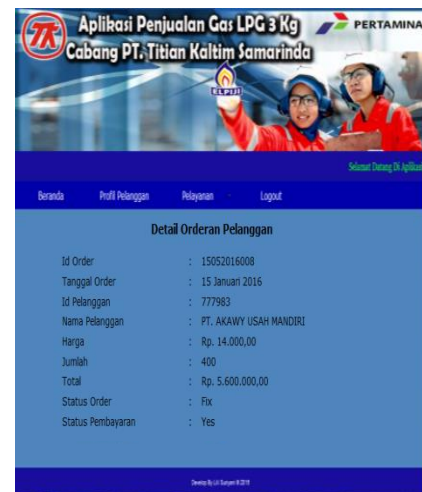 Aplikasi Penjualan Gas LPG 3 Kg
Cabang PT. Titian Kaltim Samarinda
PERTAMINA
ELPIJI
Selamat Datang Di Aplikasi
Beranda Profil Pelanggan Pelayanan Logout
Detail Orderan Pelanggan
Id Order : 15052016008
Tanggal Order : 15 Januari 2016
Id Pelanggan : 777983
Nama Pelanggan : PT. AKAWY USAH MANDIRI
Harga : Rp. 14.000,00
Jumlah : 400
Total : Rp. 5.600.000,00
Status Order : Fix
Status Pembayaran : Yes
Develop By